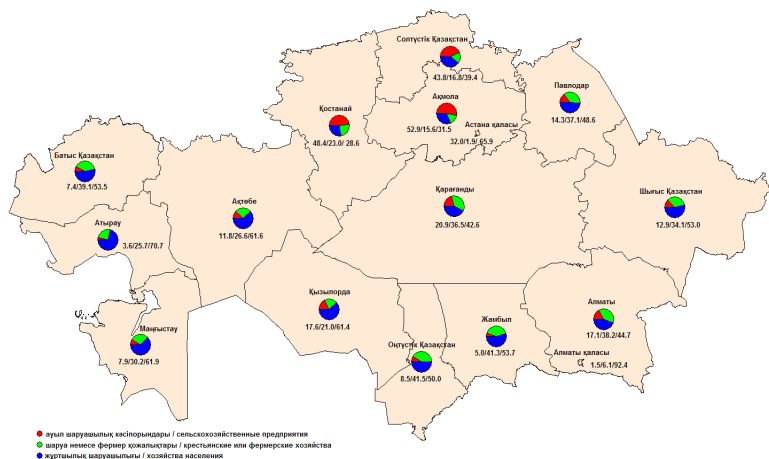 Солтүстік Қазақстан
43.8/16.8/39.4
Павлодар
14.3/37.1/48.6
Ақмола
Қостанай
Астана қаласы
52.9/15.6/31.5
32.0/1.9/ 65.9
48.4/23.0/ 28.6
Батыс Қазақстан
7.4/39.1/53.5
Ақтөбе
11.8/26.6/61.6
Қарағанды
20.9/36.5/42.6
Шығыс Қазақстан
12.9/34.1/53.0
Атырау
3.6/25.7/70.7
Қызылорда
17.6/21.0/61.4
Маңғыстау
7.9/30.2/61.9
Алматы
17.1/38.2/44.7
Жамбыл
5.0/41.3/53.7
Оңтүстік Қазақстан
8.5/41.5/50.0
Алматы қаласы
1.5/6.1/92.4
ауыл шаруашылық кәсіпорындары / сельскохозяйственные предприятия
шаруа немесе фермер қожалықтары / крестьянские или фермерские хозяйства
жұртшылық шаруашылығы / хозяйства населения